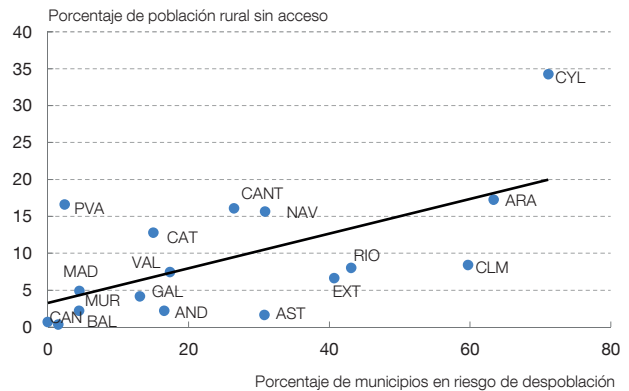 Porcentaje de población rural sin acceso
40
35
CYL
30
25
20
CANT
PVA
NAV
ARA
15
CAT
10
VAL
RIO
MAD
CLM
5
MUR
GAL
EXT
CAN
BAL
AND
AST
0
0 20 40 60 80
Porcentaje de municipios en riesgo de despoblación